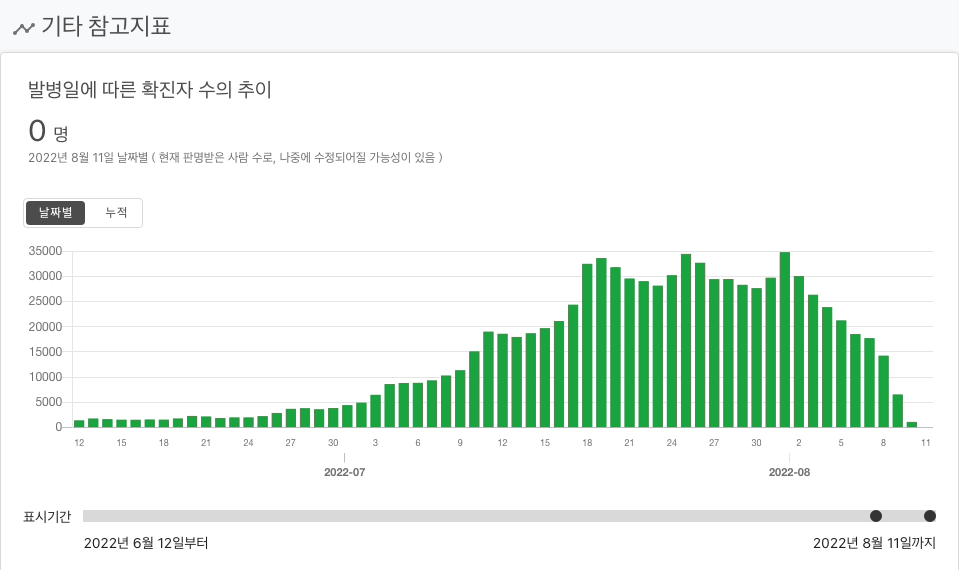 기타 참고지표
발병일에 따른 확진자 수의 추이
0 명
2022년 8월 11일 날짜별 ( 현재 판명받은 사람 수로, 나중에 수정되어질 가능성이 있음 )
날짜별 누적
35000
30000
25000
20000
15000
10000
5000
0
12 15 18 21 24 27 30 3 6 9 12 15 18 21 24 27 30 2 5 8 11
2022-07 2022-08
표시기간
2022년 6월 12일부터 2022년 8월 11일까지